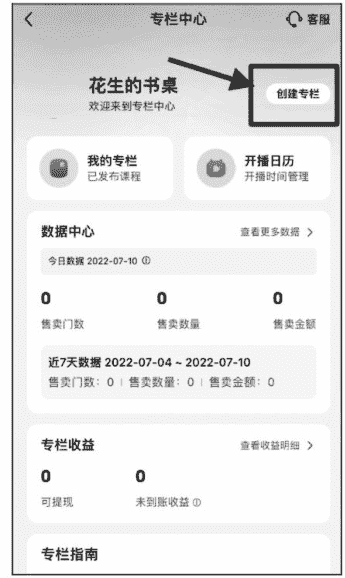 专栏中心
客服
花生的书桌
欢迎来到专栏中心
创建专栏
我的专栏
已发布课程
开播日历
开播时间管理
数据中心
查看更多数据 >
今日数据 2022-07-10
0 0 0
售卖门数 售卖数量 售卖金额
近7天数据 2022-07-04 ~ 2022-07-10
售卖门数: 0 | 售卖数量: 0 | 售卖金额: 0
专栏收益
查看收益明细 >
0 0
可提现 未到账收益
专栏指南